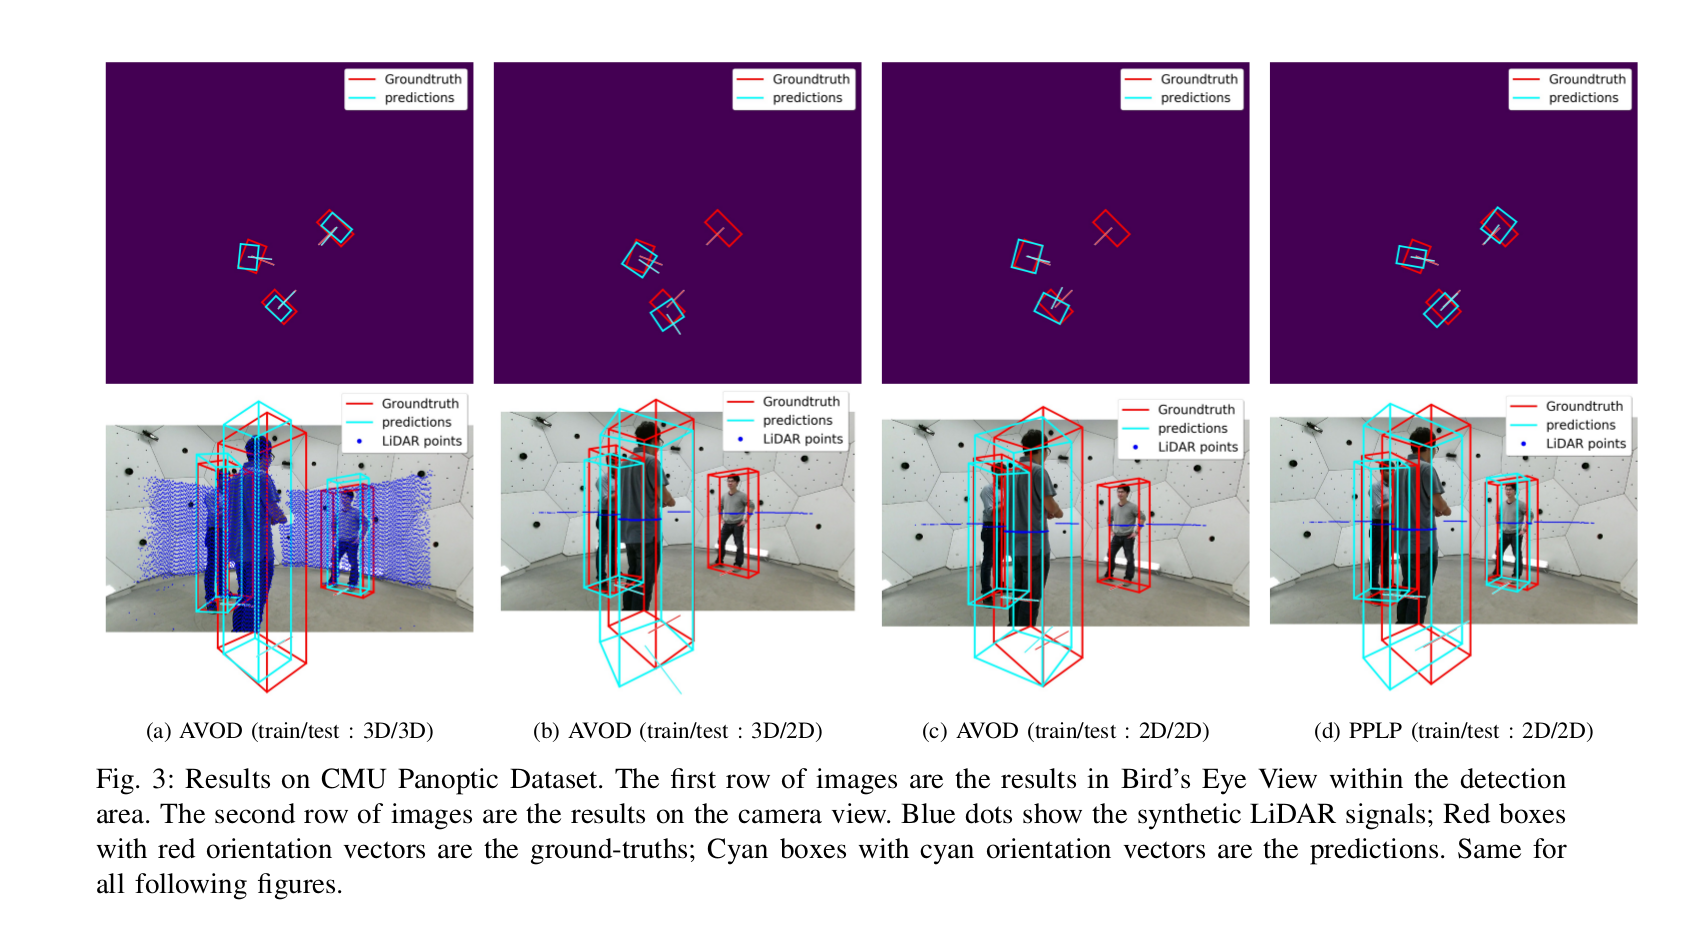 Groundtruth
predictions
Groundtruth
predictions
Groundtruth
predictions
Groundtruth
predictions
Groundtruth
predictions
LiDAR points
Groundtruth
predictions
LiDAR points
Groundtruth
predictions
LiDAR points
Groundtruth
predictions
LiDAR points
(a) AVOD (train/test : 3D/3D)
(b) AVOD (train/test : 3D/2D)
(c) AVOD (train/test : 2D/2D)
(d) PPLP (train/test : 2D/2D)
Fig. 3: Results on CMU Panoptic Dataset. The first row of images are the results in Bird's Eye View within the detection
area. The second row of images are the results on the camera view. Blue dots show the synthetic LiDAR signals; Red boxes
with red orientation vectors are the ground-truths; Cyan boxes with cyan orientation vectors are the predictions. Same for
all following figures.